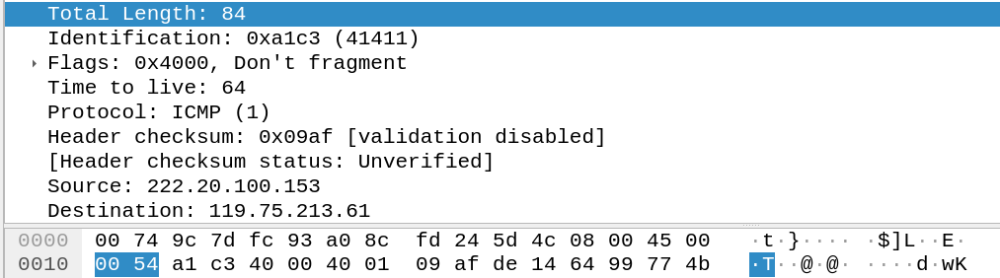 Total Length: 84
Identification: 0xa1c3 (41411)
Flags: 0x4000, Don't fragment
Time to live: 64
Protocol: ICMP (1)
Header checksum: 0x09af [validation disabled]
[Header checksum status: Unverified]
Source: 222.20.100.153
Destination: 119.75.213.61
0000 00 74 9c 7d fc 93 a0 8c fd 24 5d 4c 08 00 45 00 ·t·}···· ·$]L··E·
0010 00 54 a1 c3 40 00 40 01 09 af de 14 64 99 77 4b ·T··@·@· ····d·wK